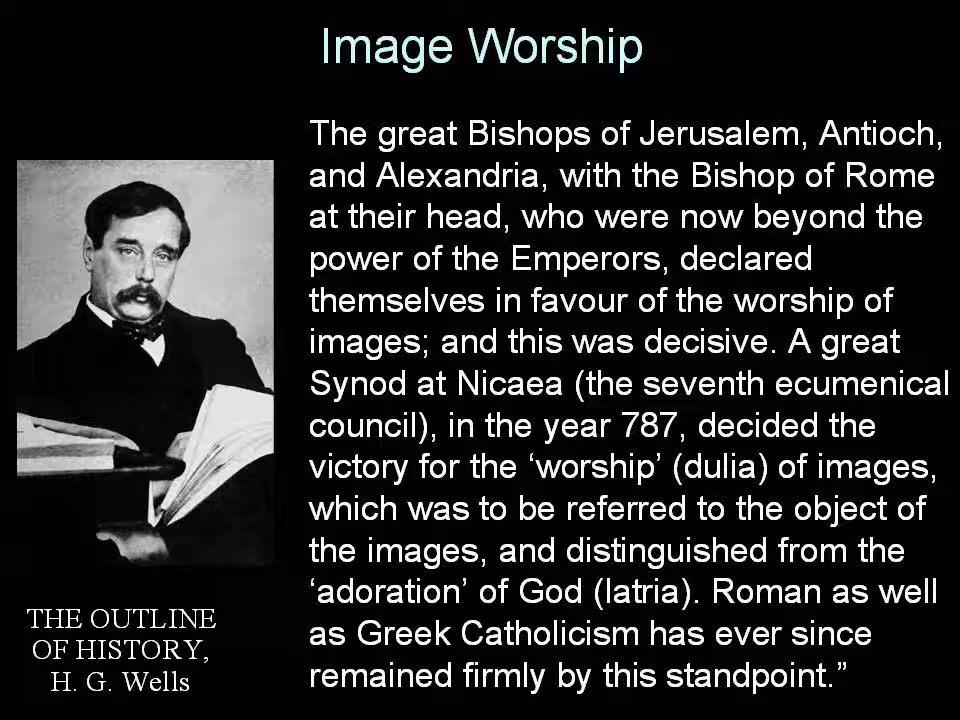 Image Worship
The great Bishops of Jerusalem, Antioch,
and Alexandria, with the Bishop of Rome
at their head, who were now beyond the
power of the Emperors, declared
themselves in favour of the worship of
images; and this was decisive. A great
Synod at Nicaea (the seventh ecumenical
council), in the year 787, decided the
victory for the ‘worship’ (dulia) of images,
which was to be referred to the object of
the images, and distinguished from the
‘adoration’ of God (latria). Roman as well
as Greek Catholicism has ever since
remained firmly by this standpoint.”
THE OUTLINE
OF HISTORY,
H. G. Wells